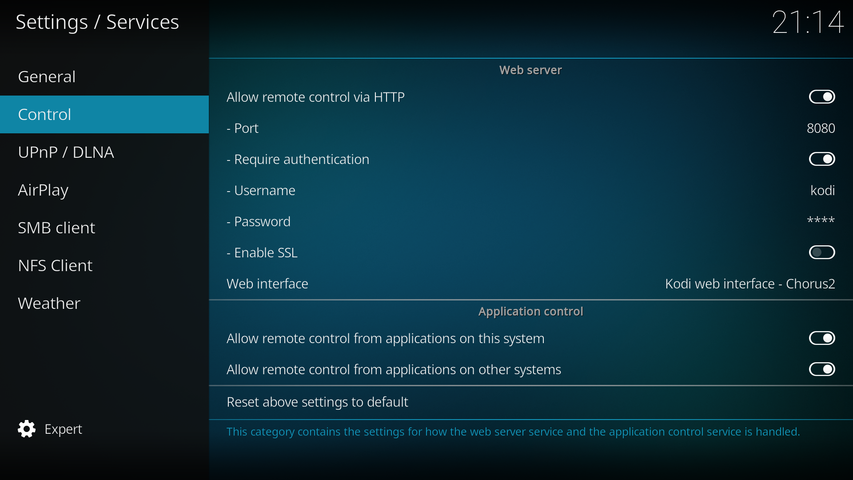 Settings / Services
21:14
General
Control
UPnP / DLNA
AirPlay
SMB client
NFS Client
Weather
Expert
Web server
Allow remote control via HTTP
- Port 8080
- Require authentication
- Username kodi
- Password ****
- Enable SSL
Web interface Kodi web interface - Chorus2
Application control
Allow remote control from applications on this system
Allow remote control from applications on other systems
Reset above settings to default
This category contains the settings for how the web server service and the application control service is handled.